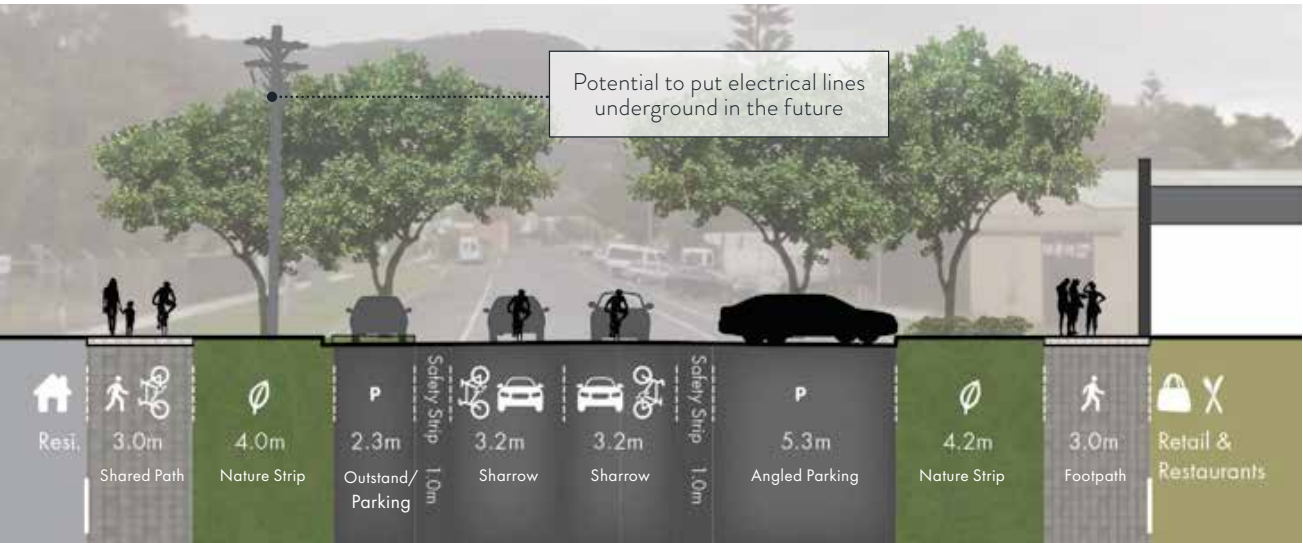 Potential to put electrical lines
underground in the future
Resi.
3.0m
Shared Path
4.0m
Nature Strip
P
2.3m
Outstand/
Parking
Safety Strip 1.0m
3.2m
Sharrow
3.2m
Sharrow
Safety Strip 1.0m
P
5.3m
Angled Parking
4.2m
Nature Strip
3.0m
Footpath
Retail &
Restaurants